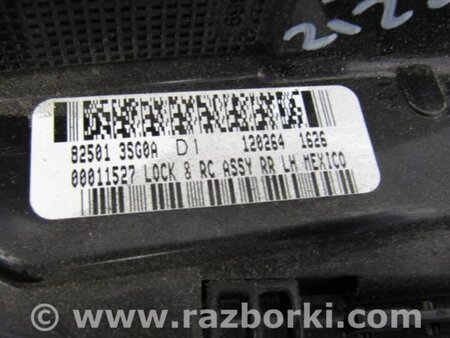 82501 3SG0A D1 120264 1626
00011527 LOCK & RC ASSY RR LH MEXICO
www.razborki.com